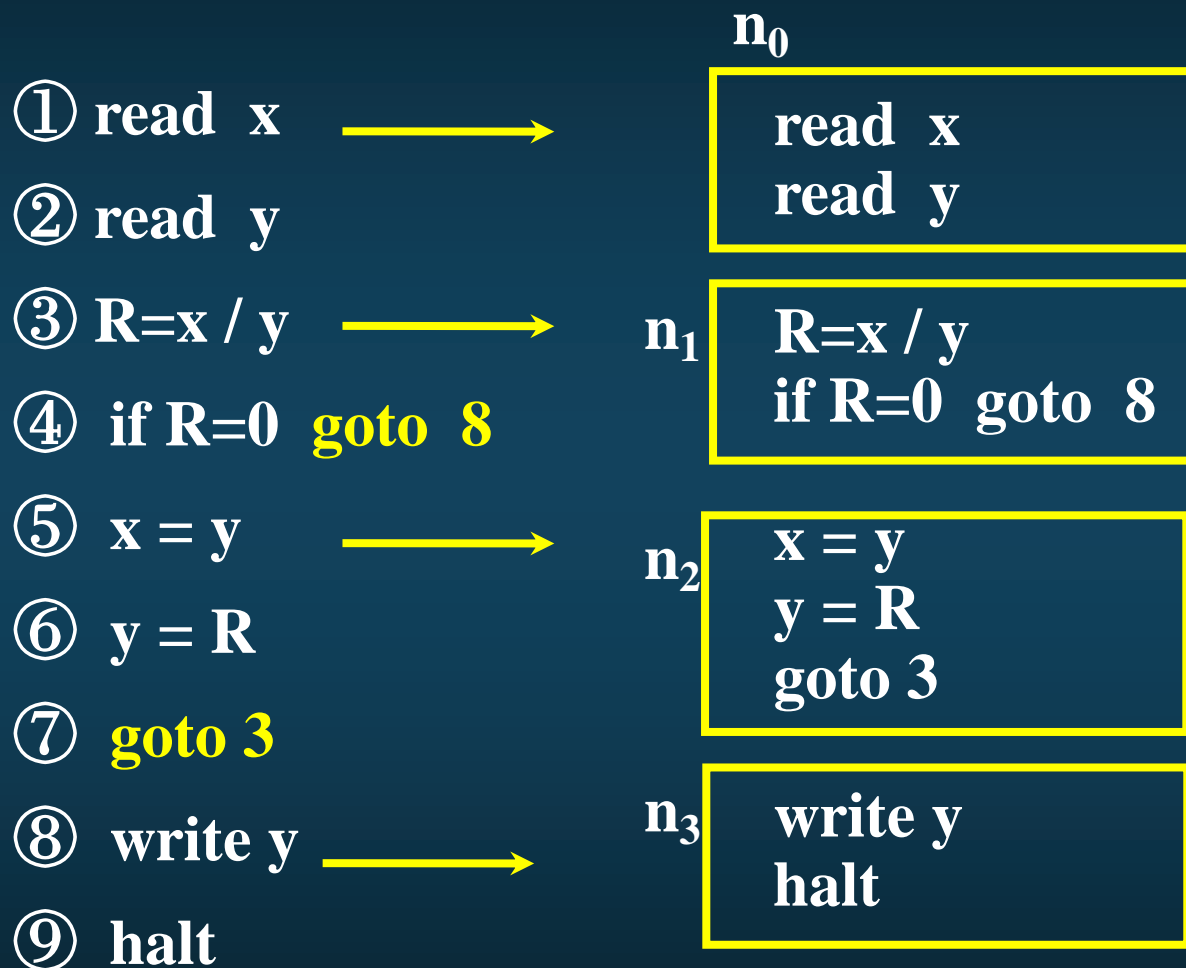 ① read x
② read y
③ R=x / y
④ if R=0 goto 8
⑤ x = y
⑥ y = R
⑦ goto 3
⑧ write y
⑨ halt
n₀
read x
read y
n₁
R=x / y
if R=0 goto 8
n₂
x = y
y = R
goto 3
n₃
write y
halt